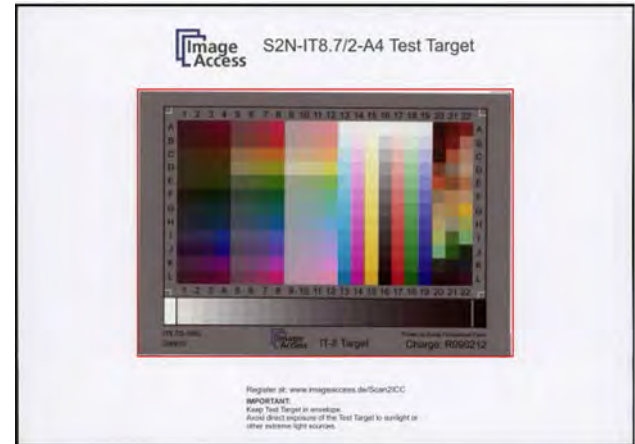 Image Access
S2N-IT8.7/2-A4 Test Target
1 2 3 4 5 6 7 8 9 10 11 12 13 14 15 16 17 18 19 20 21 22
A A
B B
C C
D D
E E
F F
G G
H H
I I
J J
K K
L L
1 2 3 4 5 6 7 8 9 10 11 12 13 14 15 16 17 18 19 20 21 22
Image Access
IT-8 Target
Charge: R090212
Register at: www.imageaccess.de/Scan2ICC
IMPORTANT:
Keep Test Target in envelope.
Avoid direct exposure of the Test Target to sunlight or
other extreme light sources.